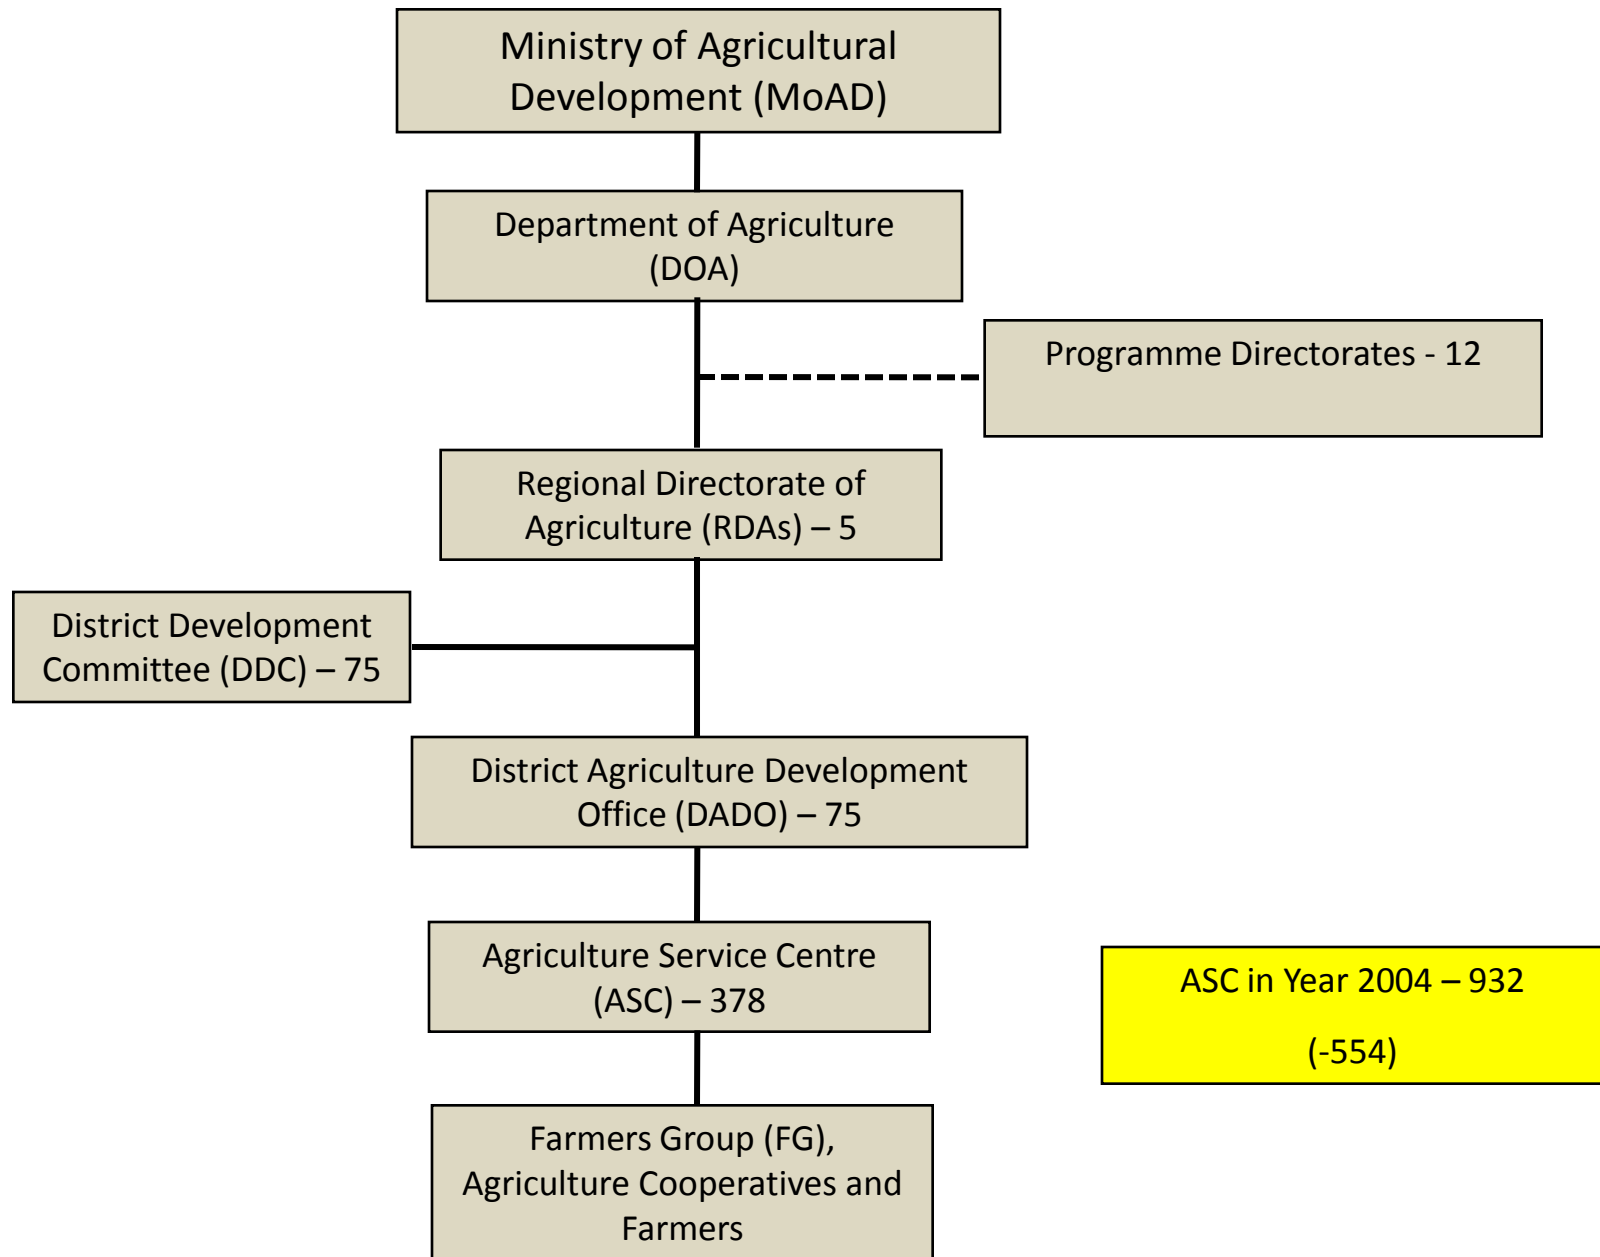 Ministry of Agricultural
Development (MoAD)
Department of Agriculture
(DOA)
Programme Directorates - 12
Regional Directorate of
Agriculture (RDAs) – 5
District Development
Committee (DDC) – 75
District Agriculture Development
Office (DADO) – 75
Agriculture Service Centre
(ASC) – 378
ASC in Year 2004 – 932
(-554)
Farmers Group (FG),
Agriculture Cooperatives and
Farmers